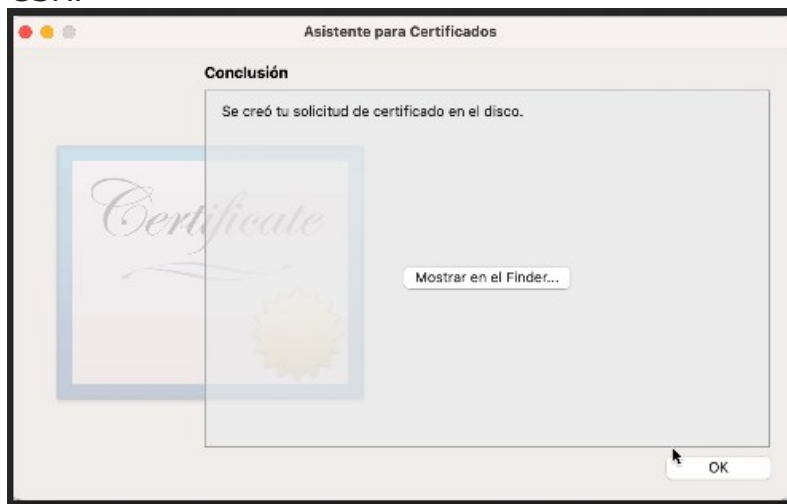 Asistente para Certificados
Conclusión
Se creó tu solicitud de certificado en el disco.
Certificate
Mostrar en el Finder...
OK